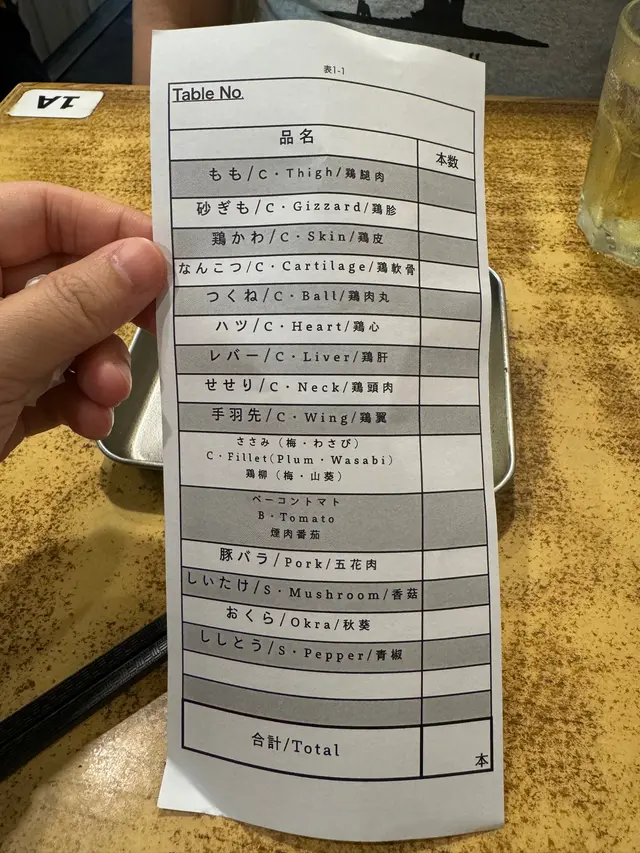 1A
表1-1
Table No.
品名
本数
もも/C・Thigh/鶏腿肉
砂ぎも/C・Gizzard/鶏胗
鶏かわ/C・Skin/鶏皮
なんこつ/C・Cartilage/鶏軟骨
つくね/C・Ball/鶏肉丸
ハツ/C・Heart/鶏心
レバー/C・Liver/鶏肝
せせり/C・Neck/鶏頭肉
手羽先/C・Wing/鶏翼
ささみ（梅・わさび）
C・Fillet(Plum・Wasabi)
鶏柳（梅・山葵）
ベーコントマト
B・Tomato
煙肉番茄
豚バラ/Pork/五花肉
しいたけ/S・Mushroom/香菇
おくら/Okra/秋葵
ししとう/S・Pepper/青椒
合計/Total
本